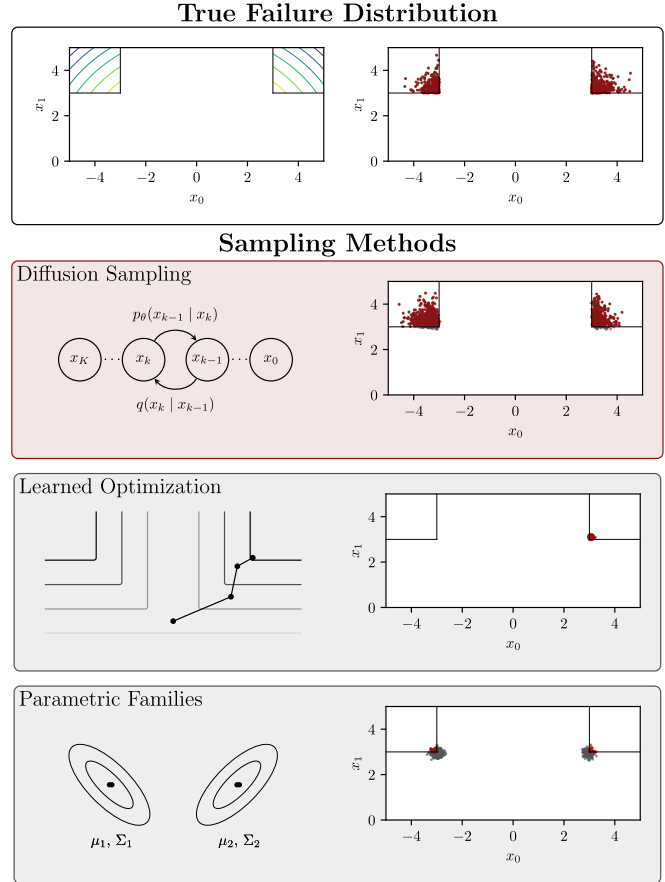 True Failure Distribution
4
2
0
x₁
−4 −2 0 2 4
x₀
4
2
0
x₁
−4 −2 0 2 4
x₀
Sampling Methods
Diffusion Sampling
pθ(xₖ₋₁ | xₖ)
x_K ··· xₖ xₖ₋₁ ··· x₀
q(xₖ | xₖ₋₁)
4
2
0
x₁
−4 −2 0 2 4
x₀
Learned Optimization
4
2
0
x₁
−4 −2 0 2 4
x₀
Parametric Families
μ₁, Σ₁ μ₂, Σ₂
4
2
0
x₁
−4 −2 0 2 4
x₀